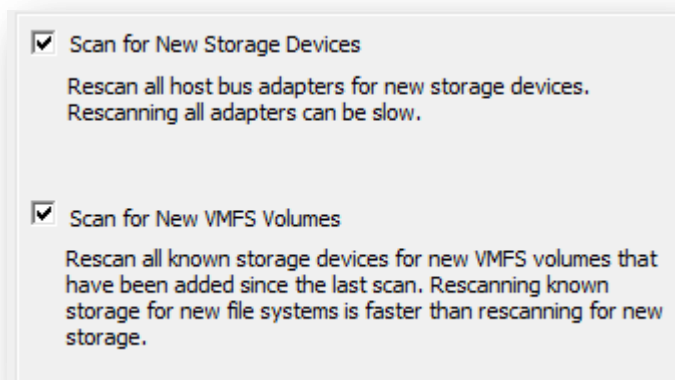 Scan for New Storage Devices
Rescan all host bus adapters for new storage devices.
Rescanning all adapters can be slow.
Scan for New VMFS Volumes
Rescan all known storage devices for new VMFS volumes that
have been added since the last scan. Rescanning known
storage for new file systems is faster than rescanning for new
storage.